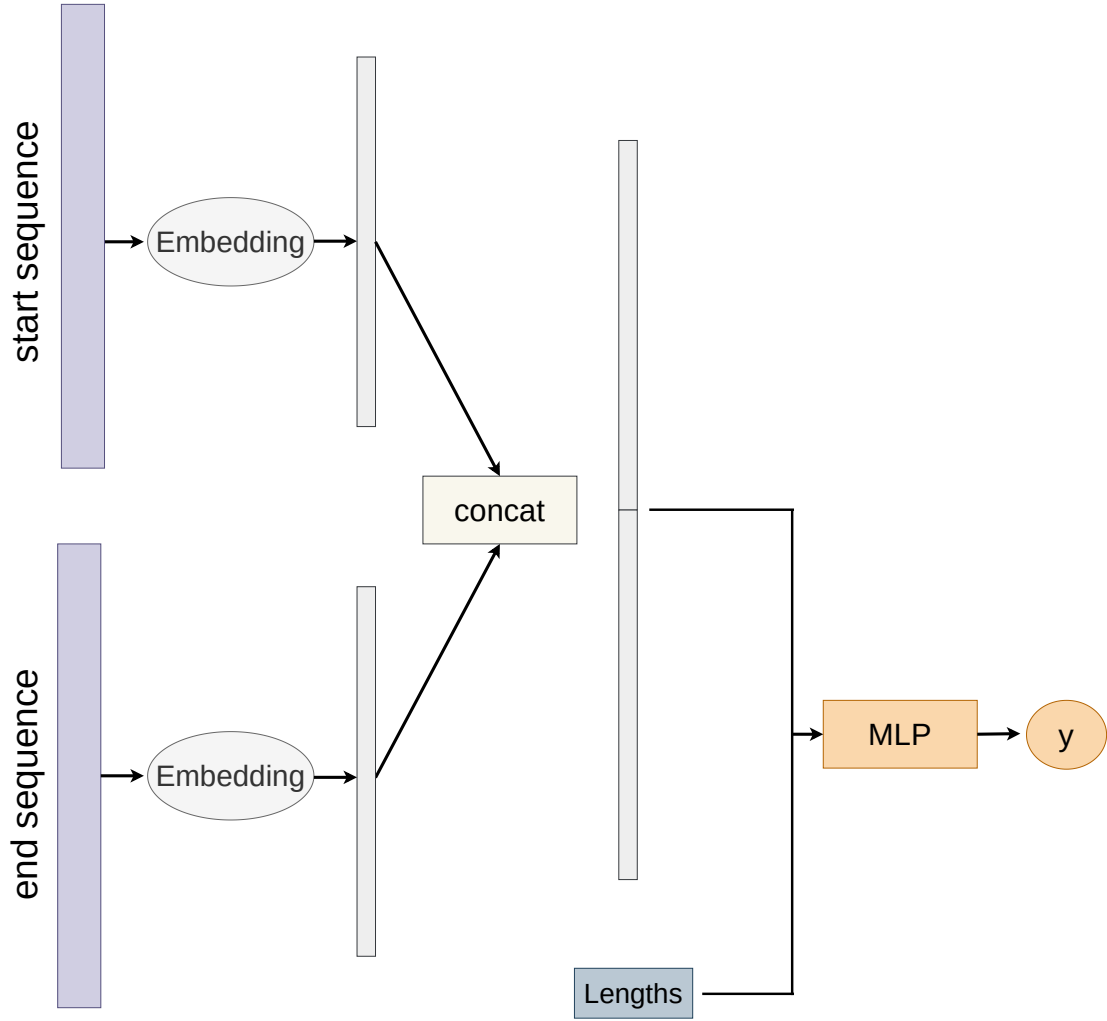 start sequence
Embedding
concat
end sequence
Embedding
MLP
y
Lengths